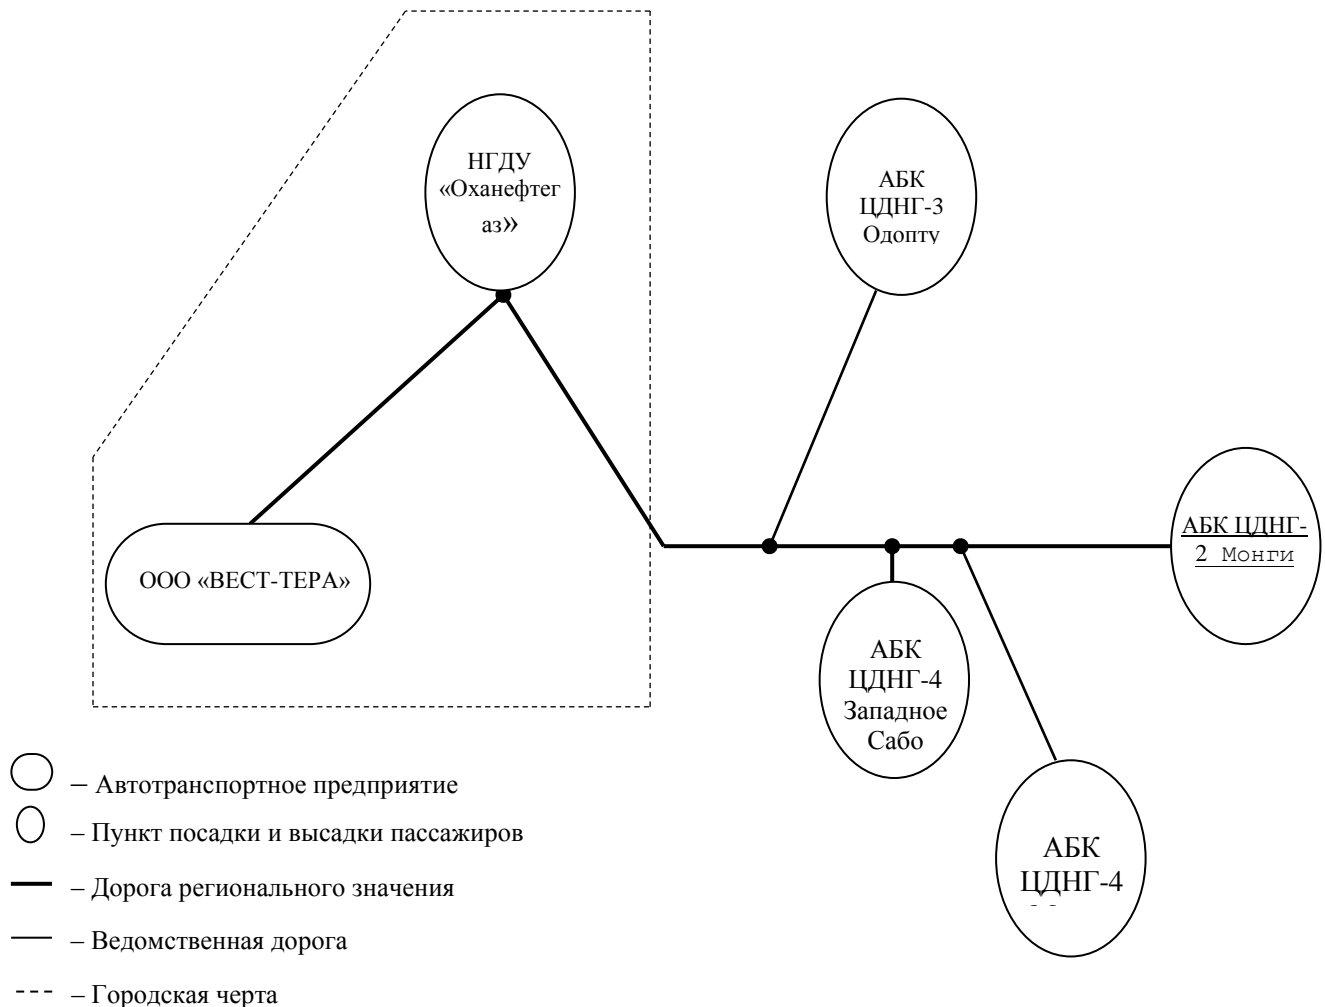 НГДУ
«Оханефтег
аз»
АБК
ЦДНГ-3
Одопту
ООО «ВЕСТ-ТЕРА»
АБК ЦДНГ-
2 Монги
АБК
ЦДНГ-4
Западное
Сабо
АБК
ЦДНГ-4
– Автотранспортное предприятие
– Пункт посадки и высадки пассажиров
– Дорога регионального значения
– Ведомственная дорога
– Городская черта